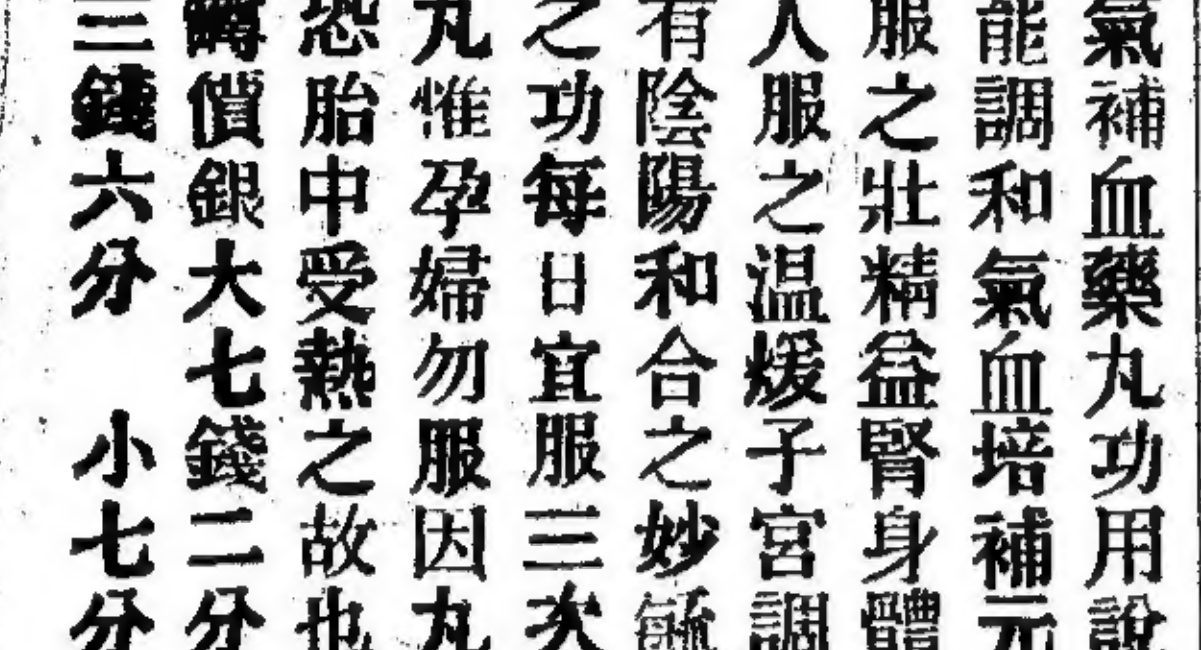 氣補血藥丸功用說
能調和氣血培補元
服之壯精益腎身體
人服之温煖子宮調
有陰陽和合之妙毓
之功每日宜服三次
丸惟孕婦勿服因丸
恐胎中受熱之故也
疇價銀大七錢二分
三錢六分 小七分